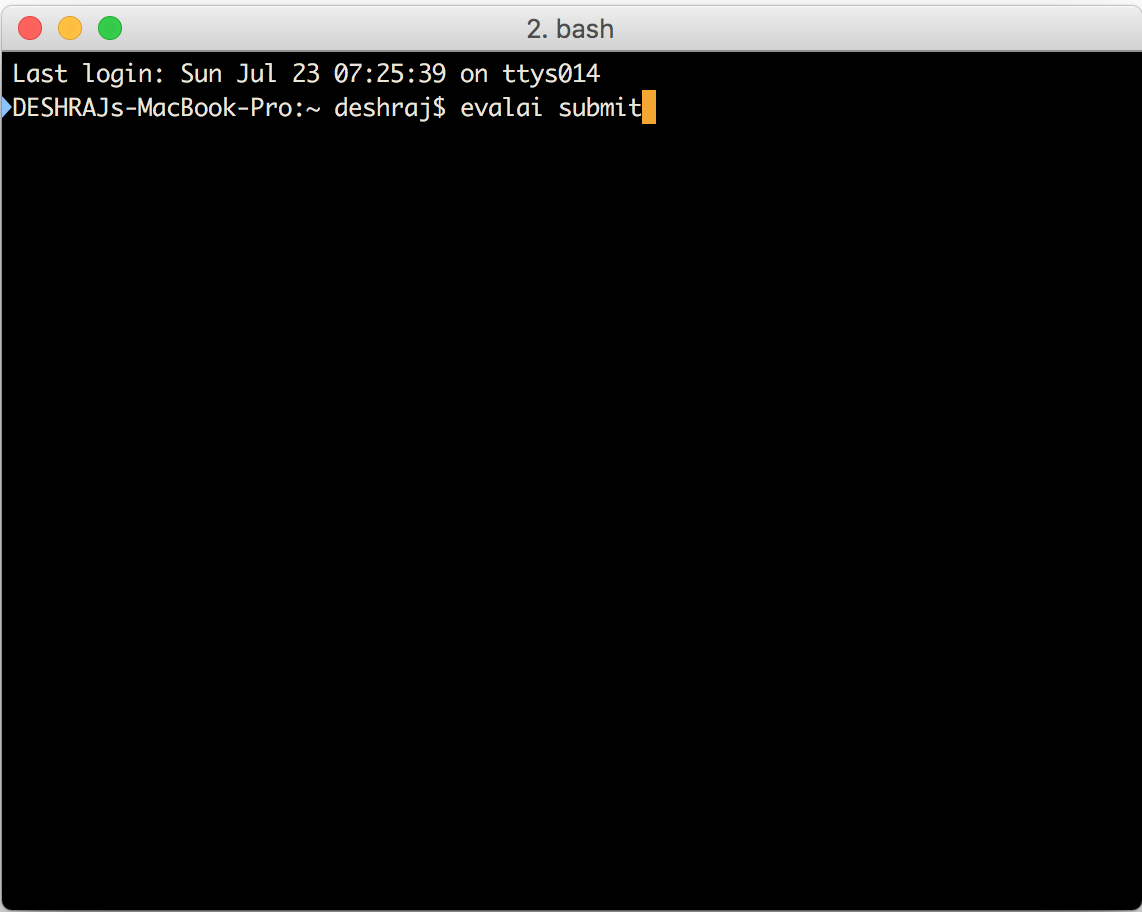 2. bash
Last login: Sun Jul 23 07:25:39 on ttys014
DESHRAJs-MacBook-Pro:~ deshraj$ evalai submit